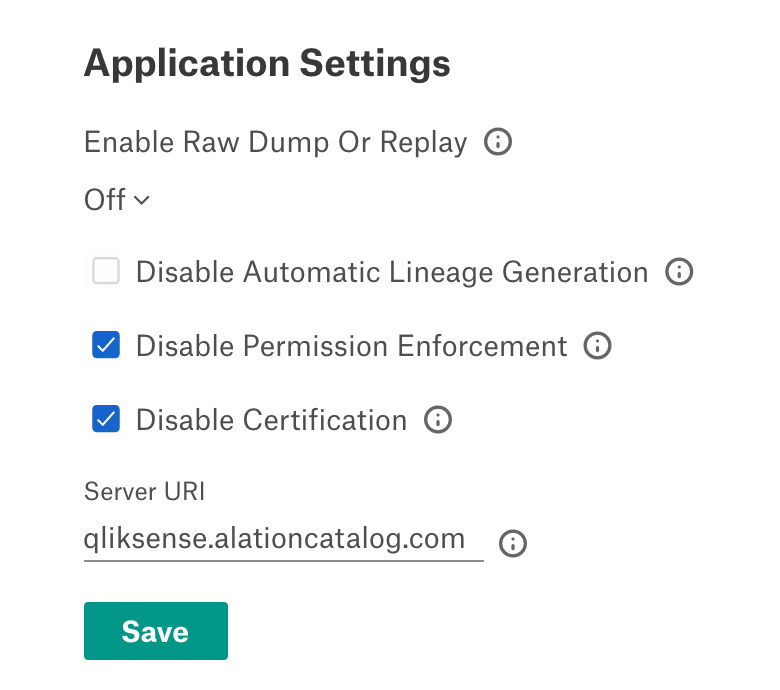 Application Settings
Enable Raw Dump Or Replay
Off
Disable Automatic Lineage Generation
Disable Permission Enforcement
Disable Certification
Server URI
qliksense.alationcatalog.com
Save